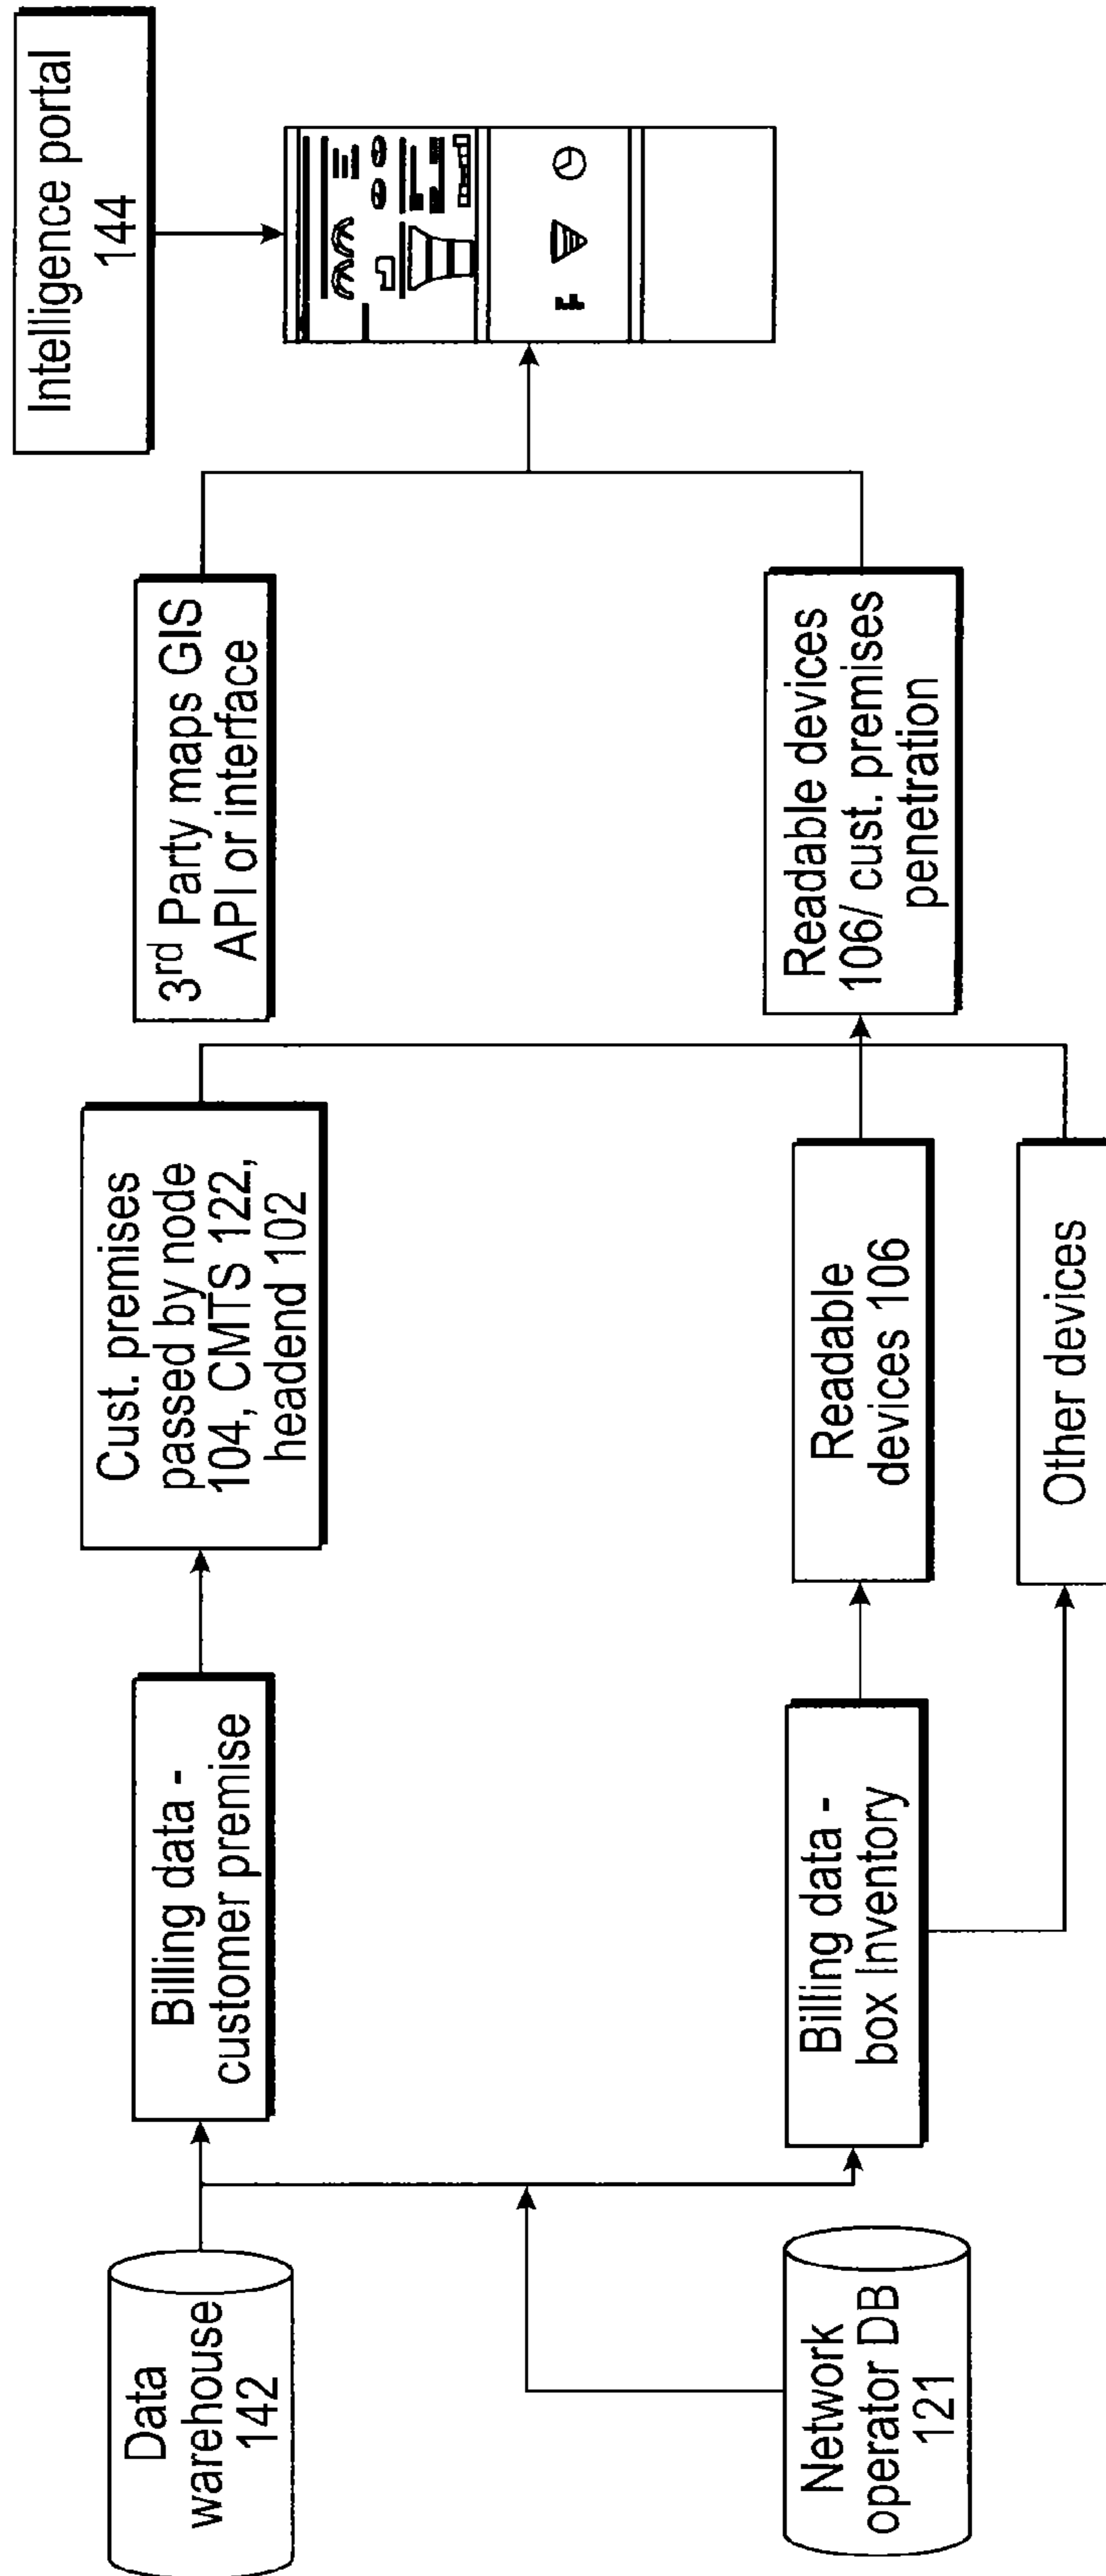 Data
warehouse
142
Network
operator DB
121
Billing data -
customer premise
Billing data -
box Inventory
Cust. premises
passed by node
104, CMTS 122,
headend 102
Readable
devices 106
Other devices
3rd Party maps GIS
API or interface
Readable devices
106/ cust. premises
penetration
Intelligence portal
144